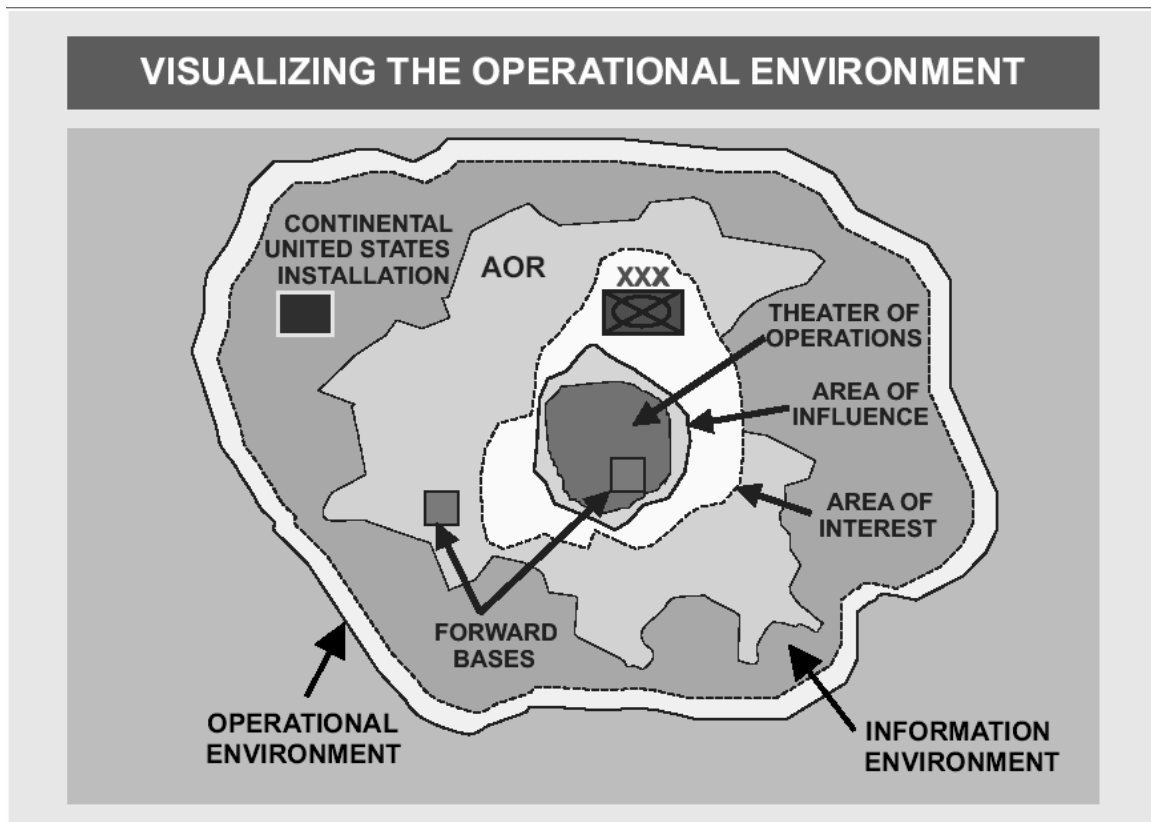 VISUALIZING THE OPERATIONAL ENVIRONMENT
CONTINENTAL
UNITED STATES
INSTALLATION
AOR
XXX
THEATER OF
OPERATIONS
AREA OF
INFLUENCE
AREA OF
INTEREST
FORWARD
BASES
OPERATIONAL
ENVIRONMENT
INFORMATION
ENVIRONMENT